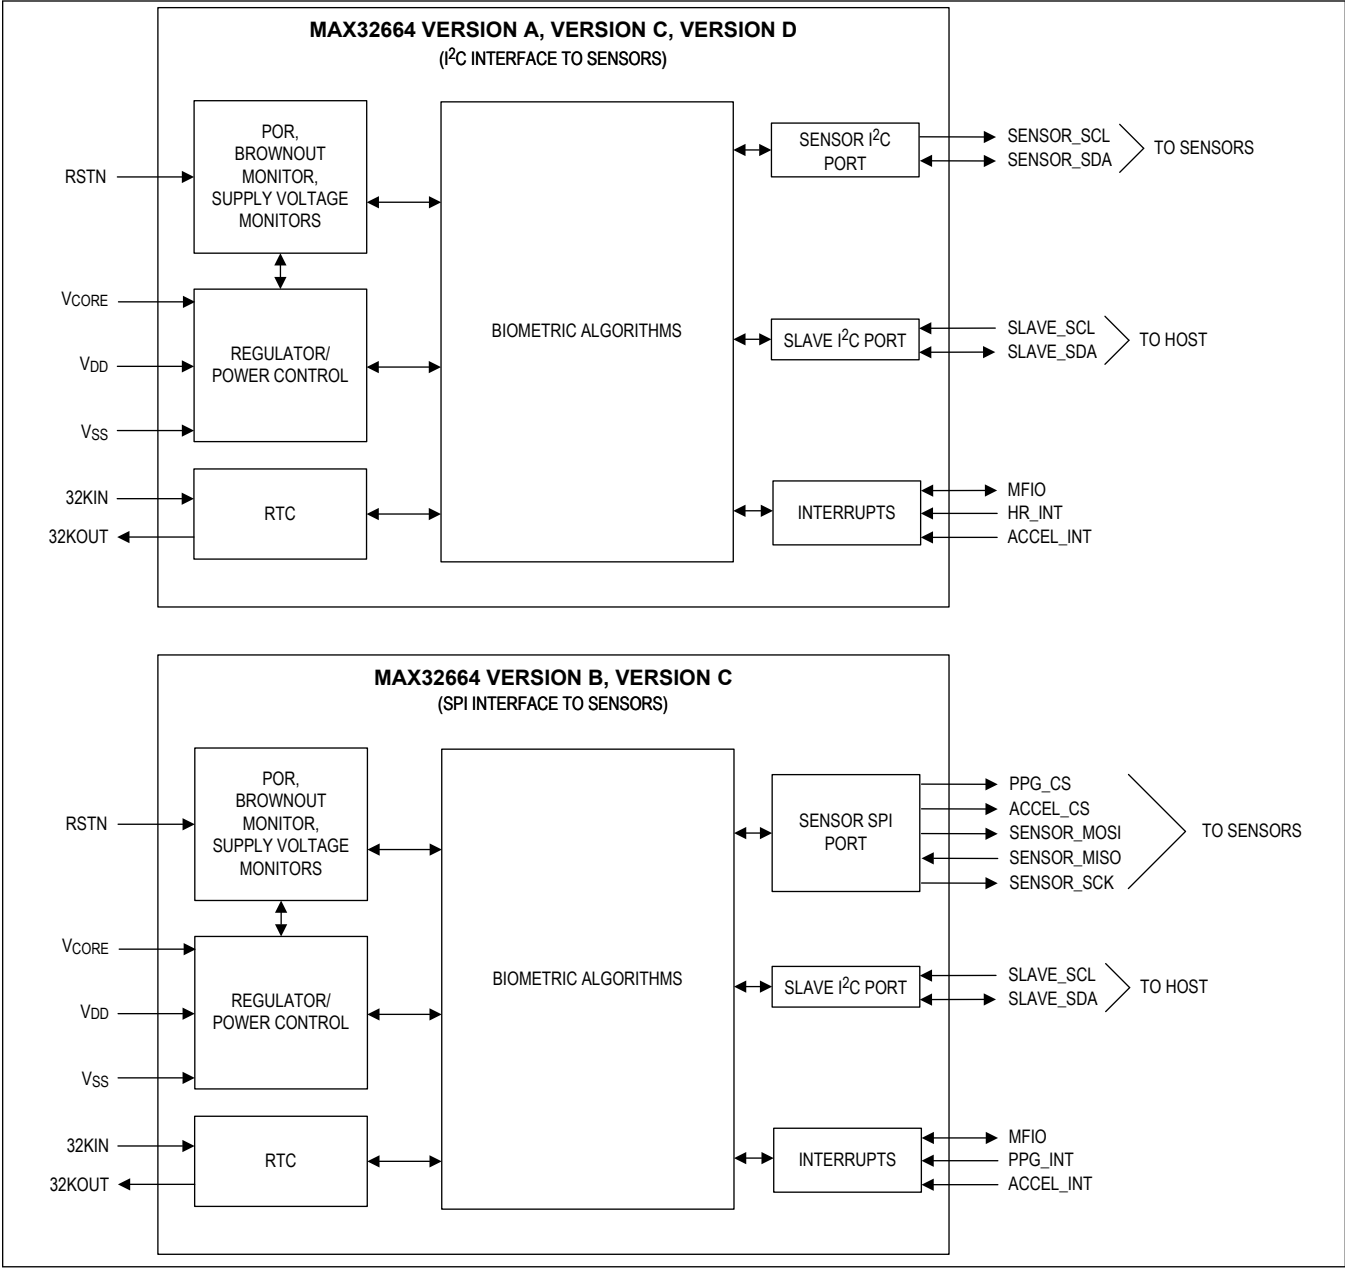 MAX32664 VERSION A, VERSION C, VERSION D
(I²C INTERFACE TO SENSORS)
POR,
BROWNOUT
MONITOR,
SUPPLY VOLTAGE
MONITORS
RSTN
VCORE
VDD
VSS
REGULATOR/
POWER CONTROL
32KIN
32KOUT
RTC
BIOMETRIC ALGORITHMS
SENSOR I²C
PORT
SENSOR_SCL
SENSOR_SDA
TO SENSORS
SLAVE I²C PORT
SLAVE_SCL
SLAVE_SDA
TO HOST
INTERRUPTS
MFIO
HR_INT
ACCEL_INT
MAX32664 VERSION B, VERSION C
(SPI INTERFACE TO SENSORS)
POR,
BROWNOUT
MONITOR,
SUPPLY VOLTAGE
MONITORS
RSTN
VCORE
VDD
VSS
REGULATOR/
POWER CONTROL
32KIN
32KOUT
RTC
BIOMETRIC ALGORITHMS
SENSOR SPI
PORT
PPG_CS
ACCEL_CS
SENSOR_MOSI
SENSOR_MISO
SENSOR_SCK
TO SENSORS
SLAVE I²C PORT
SLAVE_SCL
SLAVE_SDA
TO HOST
INTERRUPTS
MFIO
PPG_INT
ACCEL_INT